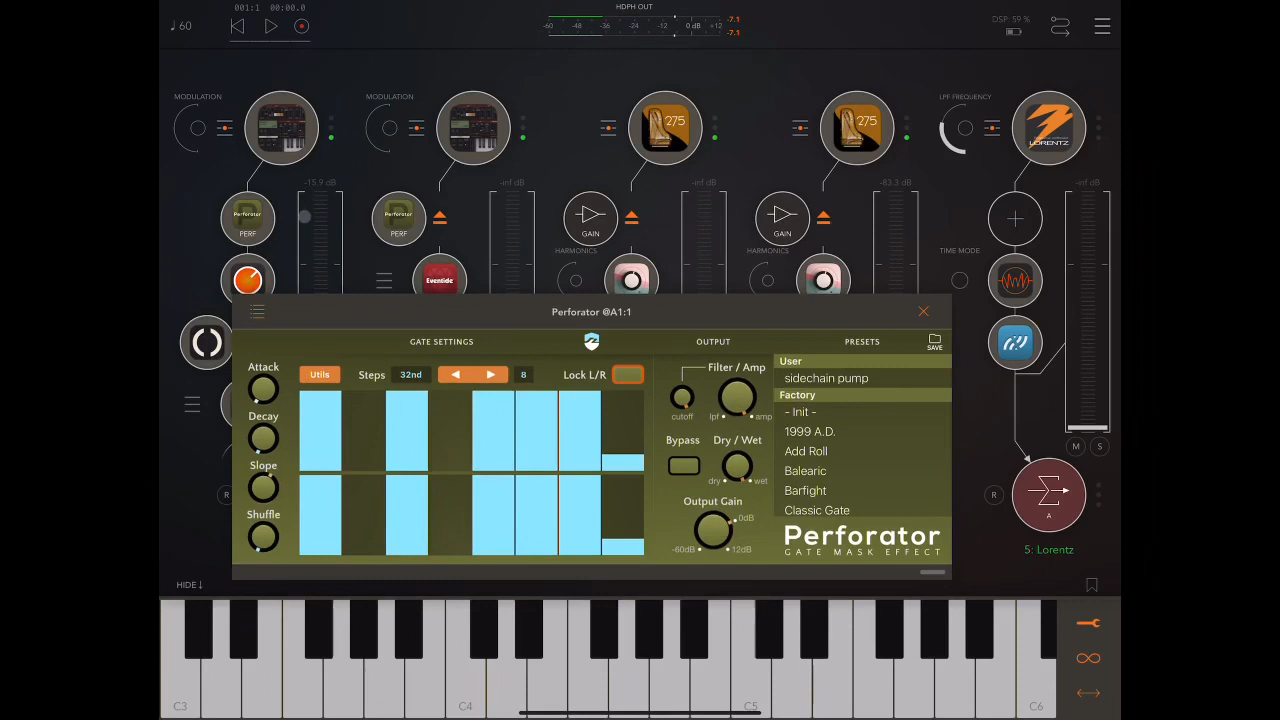 HDPH OUT
001:1 00:00.0
60
-60 -48 -36 -24 -12 0 dB +12
-7.1
-7.1
DSP: 59 %
MODULATION
MODULATION
LPF FREQUENCY
275
275
LORENTZ
-15.9 dB
-inf dB
-inf dB
-83.3 dB
-inf dB
Perforator
PERF
Perforator
PERF
GAIN
GAIN
HARMONICS
HARMONICS
TIME MODE
Eventide
Perforator @A1:1
GATE SETTINGS
OUTPUT
PRESETS
SAVE
Attack
Decay
Slope
Shuffle
Utils
Steps
32nd
8
Lock L/R
Filter / Amp
cutoff
lpf
amp
Bypass
Dry / Wet
dry
wet
Output Gain
0dB
-60dB
12dB
User
sidechain pump
Factory
- Init -
1999 A.D.
Add Roll
Balearic
Barfight
Classic Gate
Perforator
GATE MASK EFFECT
M
S
R
R
A
5: Lorentz
HIDE↓
C3
C4
C5
C6